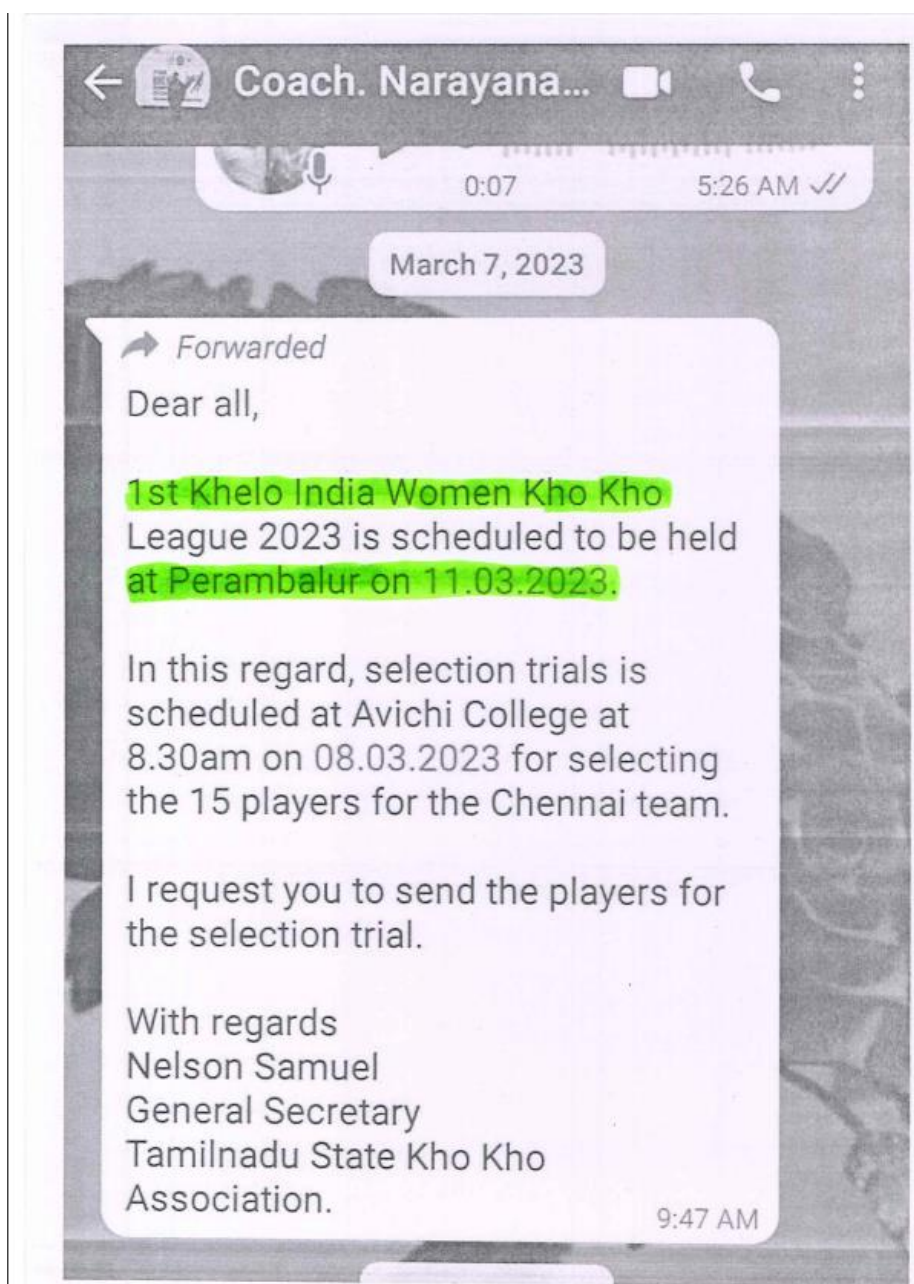 Coach. Narayana...
0:07
5:26 AM
March 7, 2023
Forwarded
Dear all,
1st Khelo India Women Kho Kho
League 2023 is scheduled to be held
at Perambalur on 11.03.2023.
In this regard, selection trials is
scheduled at Avichi College at
8.30am on 08.03.2023 for selecting
the 15 players for the Chennai team.
I request you to send the players for
the selection trial.
With regards
Nelson Samuel
General Secretary
Tamilnadu State Kho Kho
Association.
9:47 AM